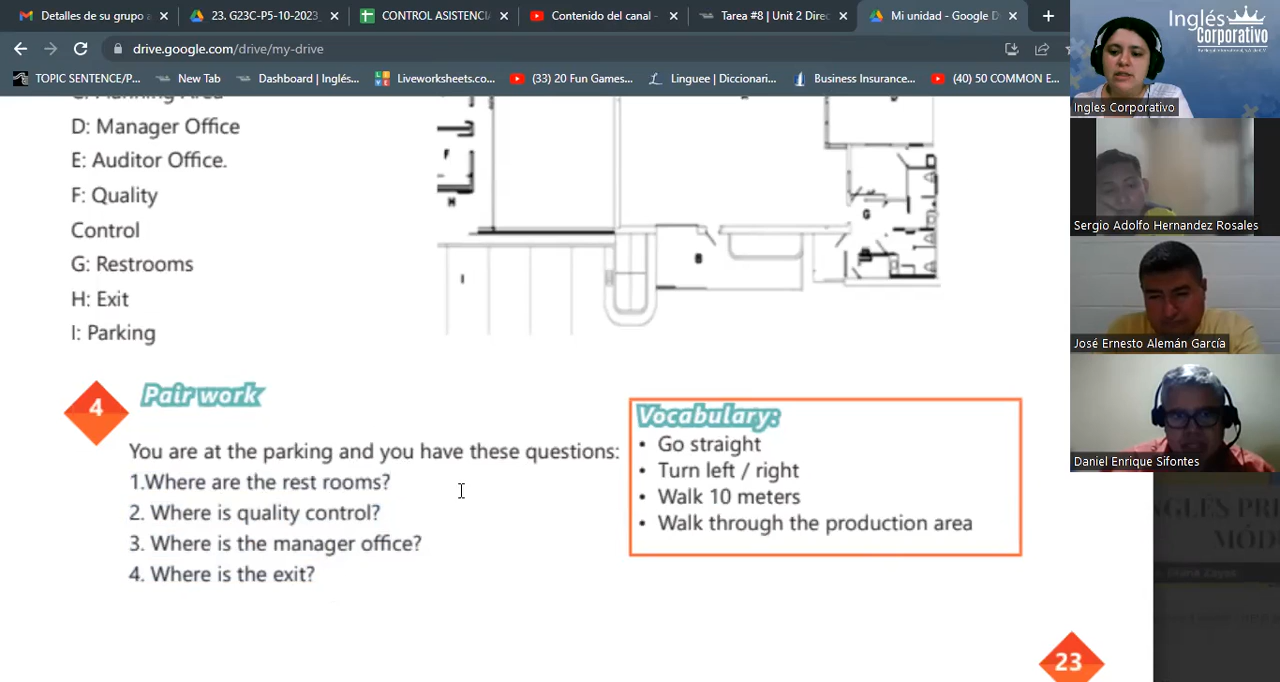 Detalles de su grupo a
23. G23C-P5-10-2023_
CONTROL ASISTENCI
Contenido del canal -
Tarea #8 | Unit 2 Direc
Mi unidad - Google D
drive.google.com/drive/my-drive
TOPIC SENTENCE/P...
New Tab
Dashboard | Inglés...
Liveworksheets.co...
(33) 20 Fun Games...
Linguee | Diccionari...
Business Insurance...
(40) 50 COMMON E...
Inglés
Corporativo
Ingles Corporativo
Sergio Adolfo Hernandez Rosales
José Ernesto Alemán García
Daniel Enrique Sifontes
D: Manager Office
E: Auditor Office.
F: Quality
Control
G: Restrooms
H: Exit
I: Parking
F
H
I
B
G
4
Pair work
You are at the parking and you have these questions:
1.Where are the rest rooms?
2. Where is quality control?
3. Where is the manager office?
4. Where is the exit?
Vocabulary:
• Go straight
• Turn left / right
• Walk 10 meters
• Walk through the production area
23